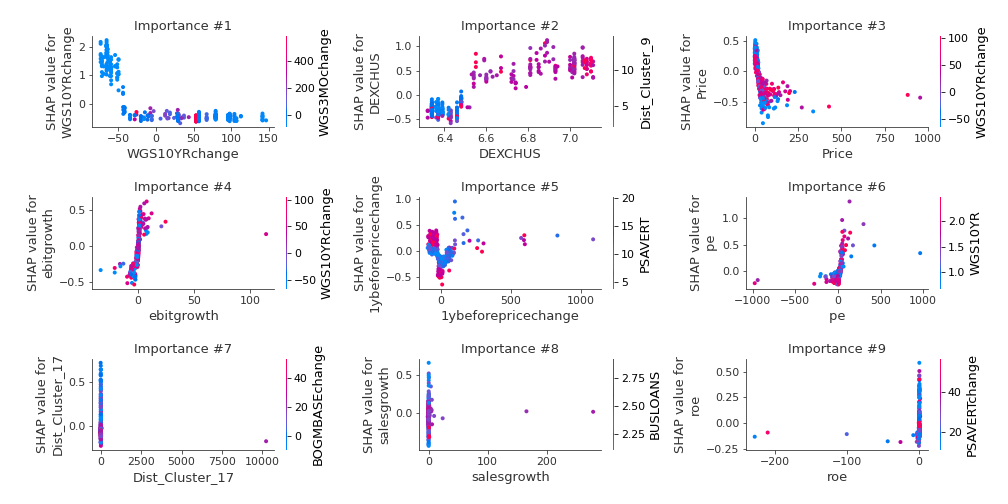 Importance #1
SHAP value for
WGS10YRchange
2
1
0
−50
0
50
100
150
WGS10YRchange
400
200
0
WGS3MOchange
Importance #2
SHAP value for
DEXCHUS
1.0
0.5
0.0
−0.5
6.4
6.6
6.8
7.0
DEXCHUS
10
5
Dist_Cluster_9
Importance #3
SHAP value for
Price
0.5
0.0
−0.5
0
250
500
750
1000
Price
100
50
0
−50
WGS10YRchange
Importance #4
SHAP value for
ebitgrowth
0.5
0.0
−0.5
0
50
100
ebitgrowth
100
50
0
−50
WGS10YRchange
Importance #5
SHAP value for
1ybeforepricechange
1.0
0.5
0.0
−0.5
0
500
1000
1ybeforepricechange
20
15
10
5
PSAVERT
Importance #6
SHAP value for
pe
1.0
0.5
0.0
−1000
−500
0
500
1000
pe
2.0
1.5
1.0
WGS10YR
Importance #7
SHAP value for
Dist_Cluster_17
0.5
0.0
0
2500
5000
7500
10000
Dist_Cluster_17
40
20
0
BOGMBASEchange
Importance #8
SHAP value for
salesgrowth
0.5
0.0
0
200
salesgrowth
2.75
2.50
2.25
BUSLOANS
Importance #9
SHAP value for
roe
0.50
0.25
0.00
−0.25
−200
−100
0
roe
40
20
PSAVERTchange